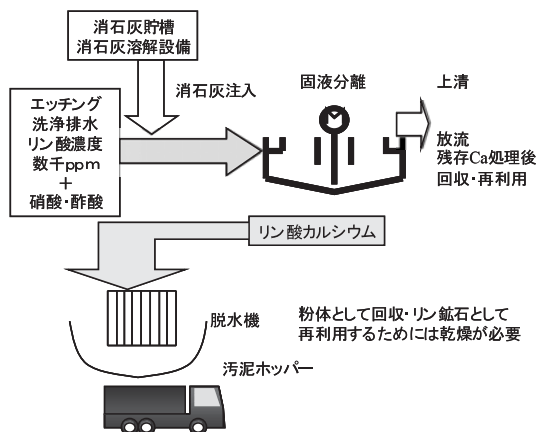 消石灰貯槽
消石灰溶解設備
消石灰注入
固液分離
上清
エッチング
洗浄排水
リン酸濃度
数千ppm
+
硝酸・酢酸
M
放流
残存Ca処理後
回収・再利用
リン酸カルシウム
脱水機
粉体として回収・リン鉱石として
再利用するためには乾燥が必要
汚泥ホッパー